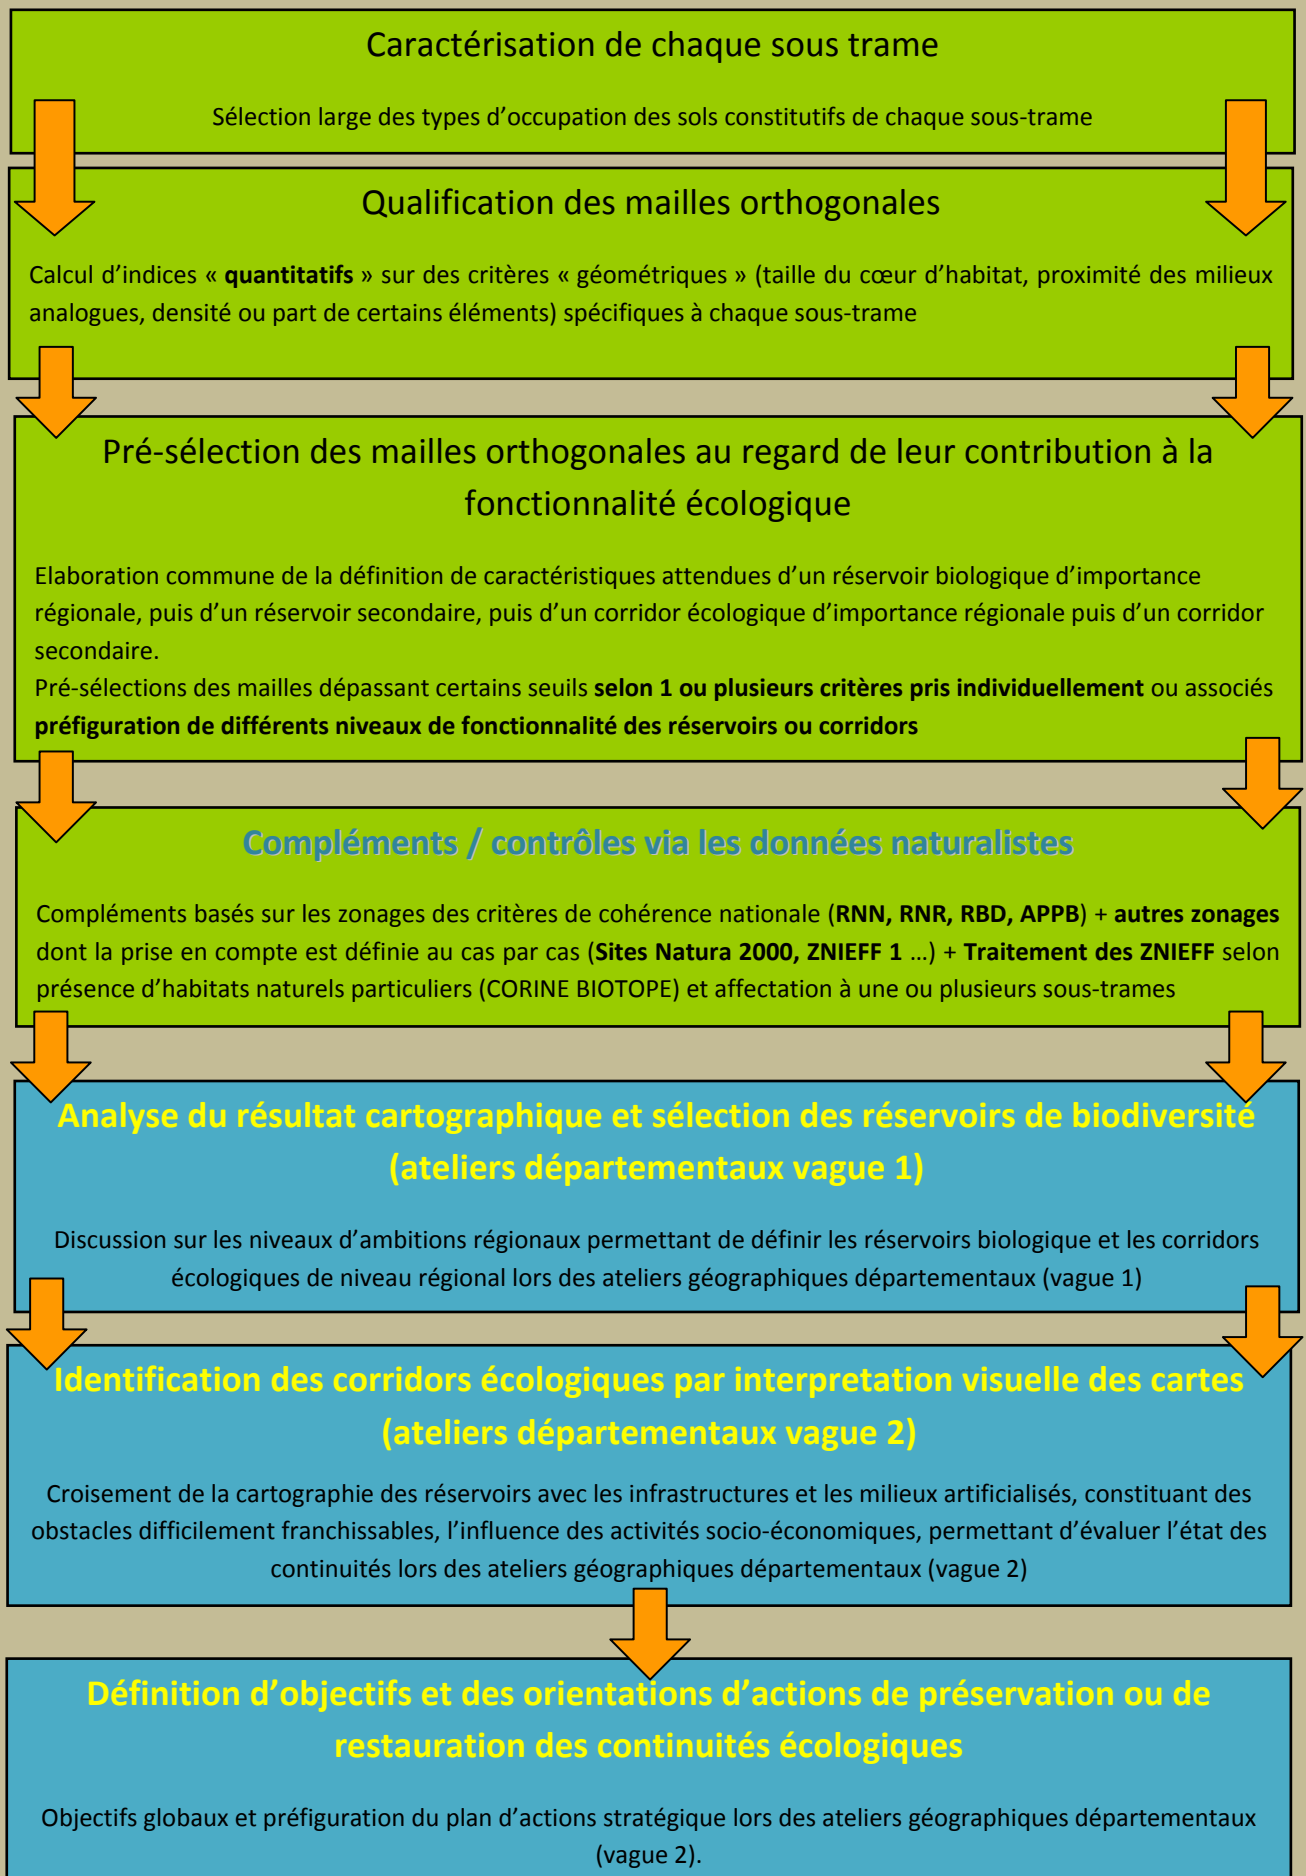 Caractérisation de chaque sous trame
Sélection large des types d’occupation des sols constitutifs de chaque sous-trame
Qualification des mailles orthogonales
Calcul d’indices « quantitatifs » sur des critères « géométriques » (taille du cœur d’habitat, proximité des milieux
analogues, densité ou part de certains éléments) spécifiques à chaque sous-trame
Pré-sélection des mailles orthogonales au regard de leur contribution à la
fonctionnalité écologique
Elaboration commune de la définition de caractéristiques attendues d’un réservoir biologique d’importance
régionale, puis d’un réservoir secondaire, puis d’un corridor écologique d’importance régionale puis d’un corridor
secondaire.
Pré-sélections des mailles dépassant certains seuils selon 1 ou plusieurs critères pris individuellement ou associés
préfiguration de différents niveaux de fonctionnalité des réservoirs ou corridors
Compléments / contrôles via les données naturalistes
Compléments basés sur les zonages des critères de cohérence nationale (RNN, RNR, RBD, APPB) + autres zonages
dont la prise en compte est définie au cas par cas (Sites Natura 2000, ZNIEFF 1 ...) + Traitement des ZNIEFF selon
présence d’habitats naturels particuliers (CORINE BIOTOPE) et affectation à une ou plusieurs sous-trames
Analyse du résultat cartographique et sélection des réservoirs de biodiversité
(ateliers départementaux vague 1)
Discussion sur les niveaux d’ambitions régionaux permettant de définir les réservoirs biologique et les corridors
écologiques de niveau régional lors des ateliers géographiques départementaux (vague 1)
Identification des corridors écologiques par interpretation visuelle des cartes
(ateliers départementaux vague 2)
Croisement de la cartographie des réservoirs avec les infrastructures et les milieux artificialisés, constituant des
obstacles difficilement franchissables, l’influence des activités socio-économiques, permettant d’évaluer l’état des
continuités lors des ateliers géographiques départementaux (vague 2)
Définition d’objectifs et des orientations d’actions de préservation ou de
restauration des continuités écologiques
Objectifs globaux et préfiguration du plan d’actions stratégique lors des ateliers géographiques départementaux
(vague 2).